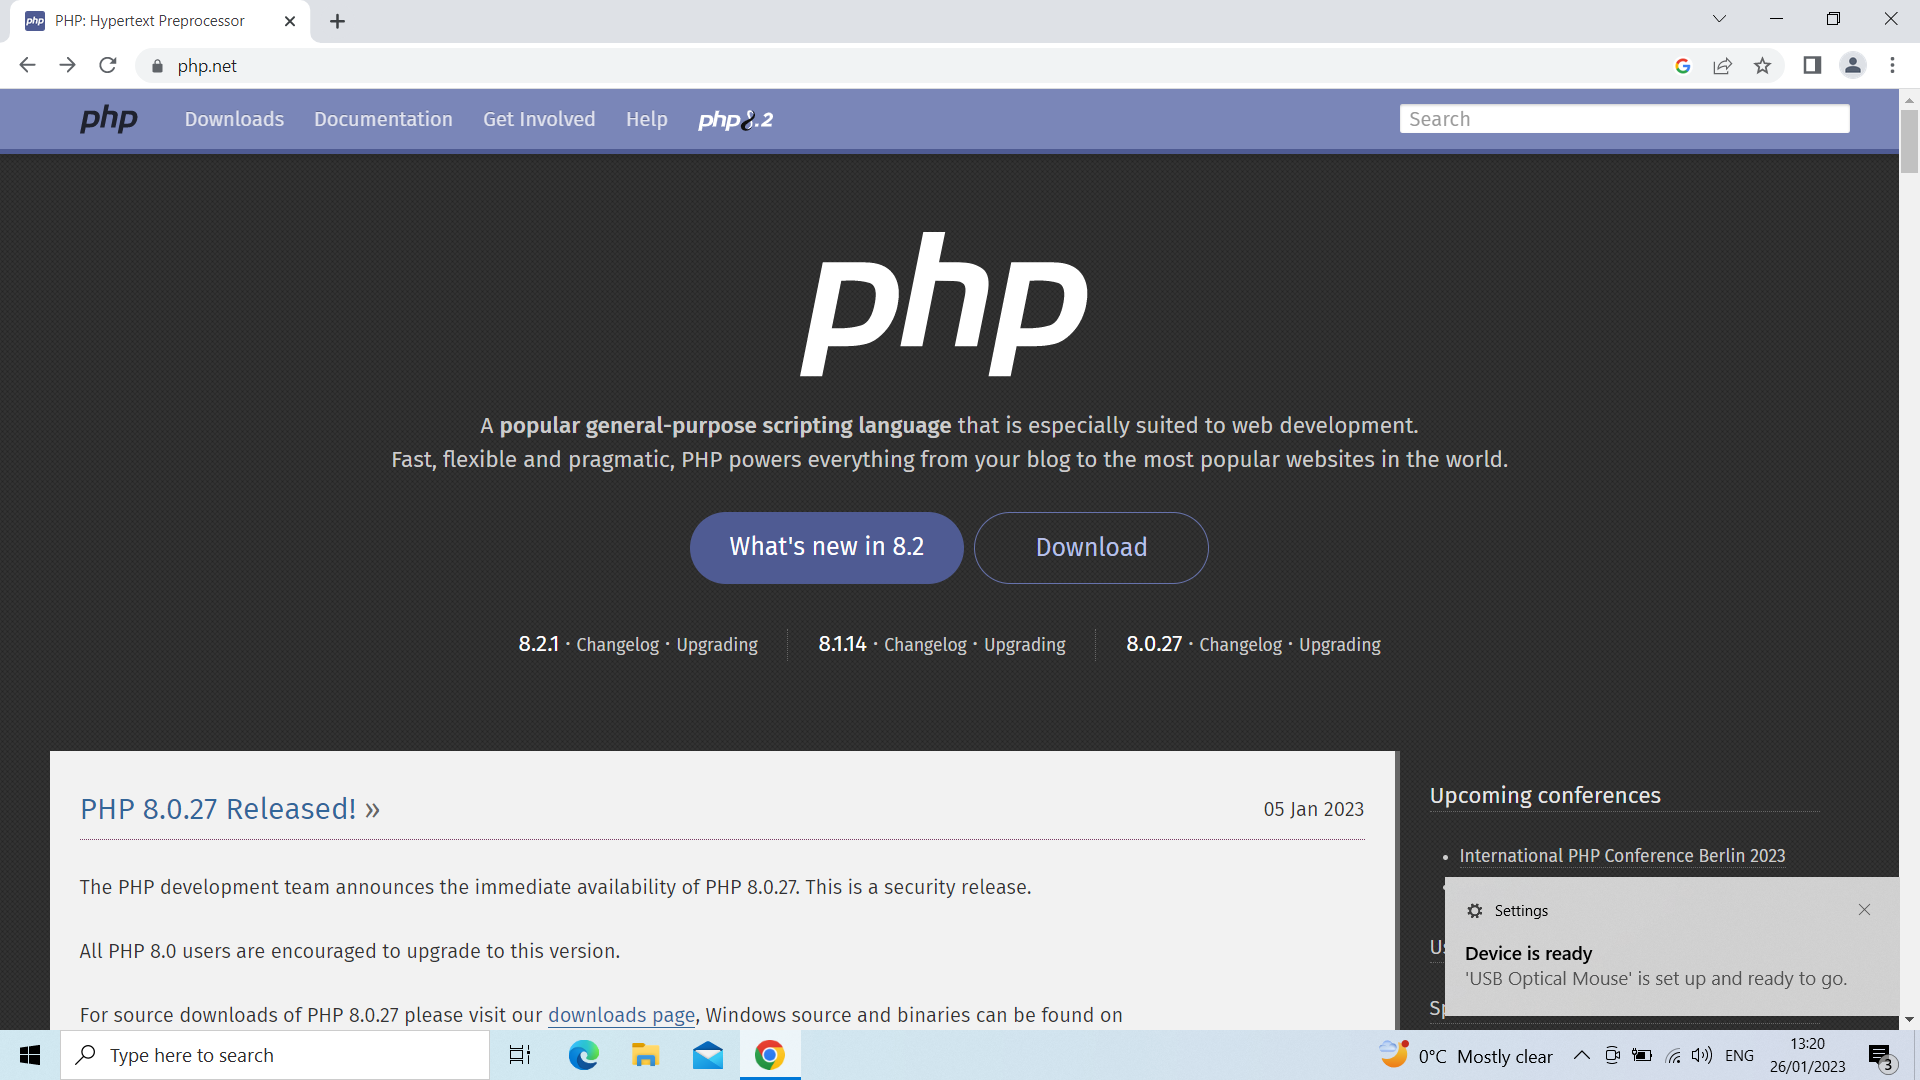 php PHP: Hypertext Preprocessor
php.net
php Downloads Documentation Get Involved Help php8.2 Search
php
A popular general-purpose scripting language that is especially suited to web development.
Fast, flexible and pragmatic, PHP powers everything from your blog to the most popular websites in the world.
What's new in 8.2 Download
8.2.1 · Changelog · Upgrading 8.1.14 · Changelog · Upgrading 8.0.27 · Changelog · Upgrading
PHP 8.0.27 Released! » 05 Jan 2023
The PHP development team announces the immediate availability of PHP 8.0.27. This is a security release.
All PHP 8.0 users are encouraged to upgrade to this version.
For source downloads of PHP 8.0.27 please visit our downloads page, Windows source and binaries can be found on
Upcoming conferences
• International PHP Conference Berlin 2023
Settings
Device is ready
'USB Optical Mouse' is set up and ready to go.
Type here to search
0°C Mostly clear
ENG
13:20
26/01/2023
3